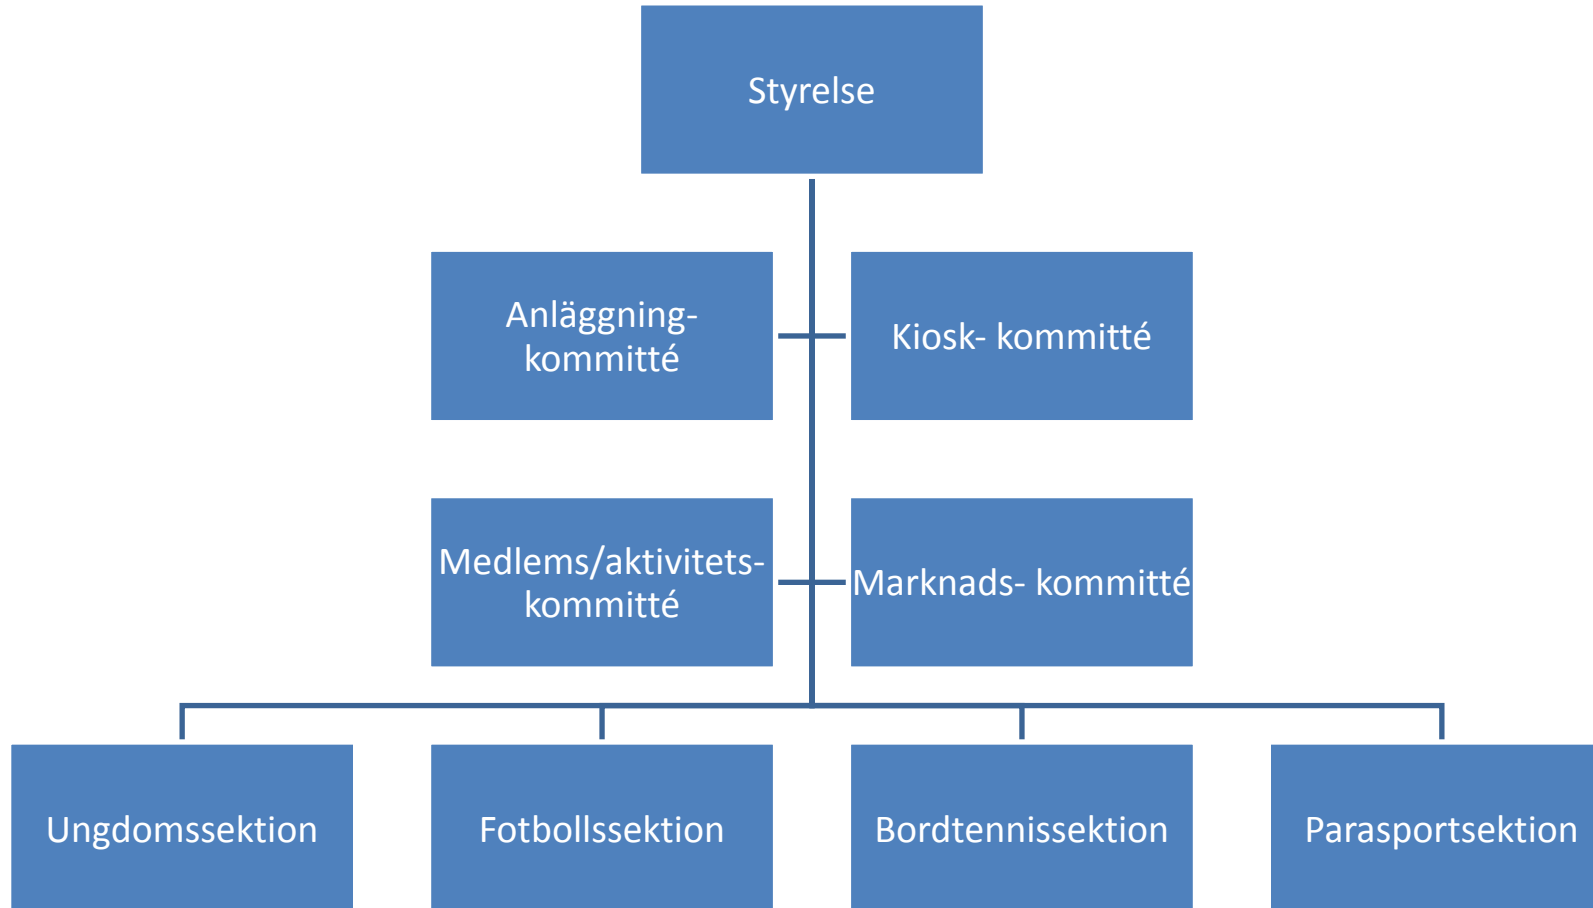 Styrelse
Anläggning-
kommitté
Kiosk- kommitté
Medlems/aktivitets-
kommitté
Marknads- kommitté
Ungdomssektion
Fotbollssektion
Bordtennissektion
Parasportsektion